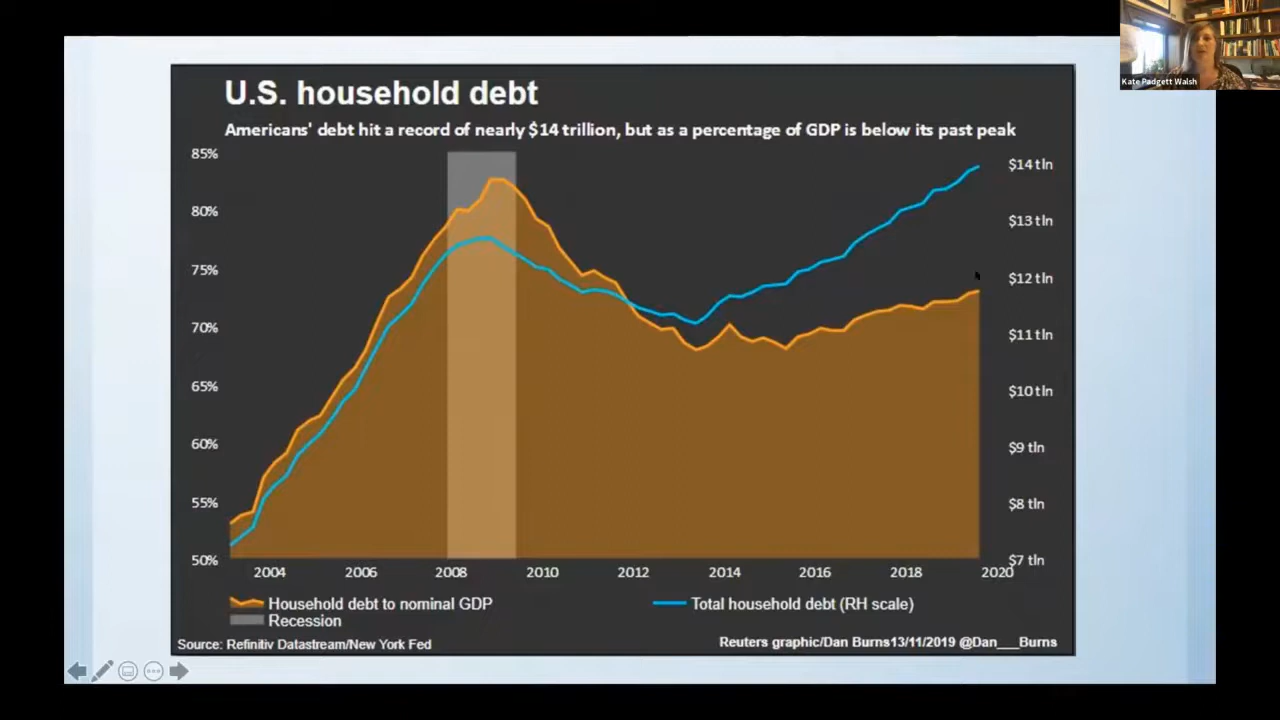 Kate Padgett Walsh
U.S. household debt
Americans' debt hit a record of nearly $14 trillion, but as a percentage of GDP is below its past peak
85%
80%
75%
70%
65%
60%
55%
50%
$14 tln
$13 tln
$12 tln
$11 tln
$10 tln
$9 tln
$8 tln
$7 tln
2004 2006 2008 2010 2012 2014 2016 2018 2020
Household debt to nominal GDP
Total household debt (RH scale)
Recession
Source: Refinitiv Datastream/New York Fed
Reuters graphic/Dan Burns13/11/2019 @Dan___Burns